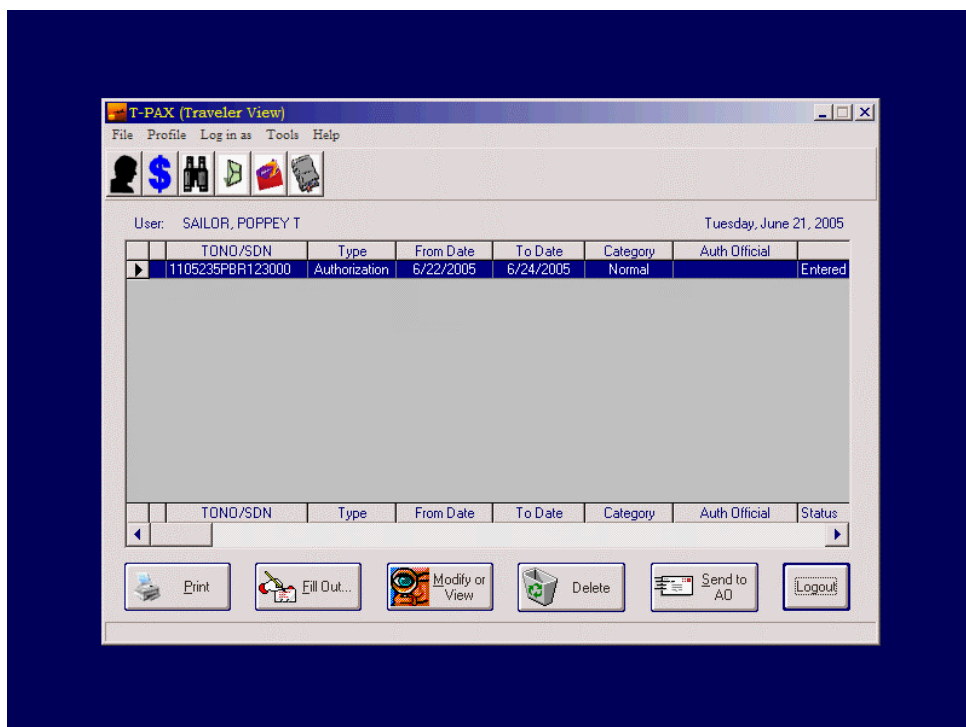 T-PAX (Traveler View)
File Profile Log in as Tools Help
User: SAILOR, POPPEY T Tuesday, June 21, 2005
TONO/SDN Type From Date To Date Category Auth Official
1105235PBR123000 Authorization 6/22/2005 6/24/2005 Normal Entered
TONO/SDN Type From Date To Date Category Auth Official Status
Print Fill Out... Modify or View Delete Send to AO Logout